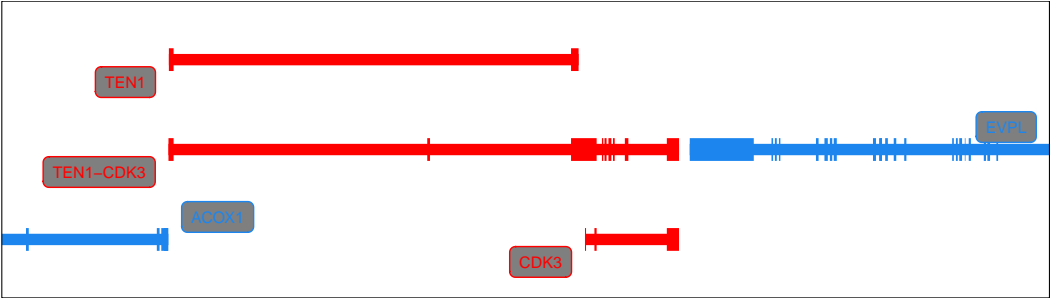 TEN1
EVPL
TEN1−CDK3
ACOX1
CDK3